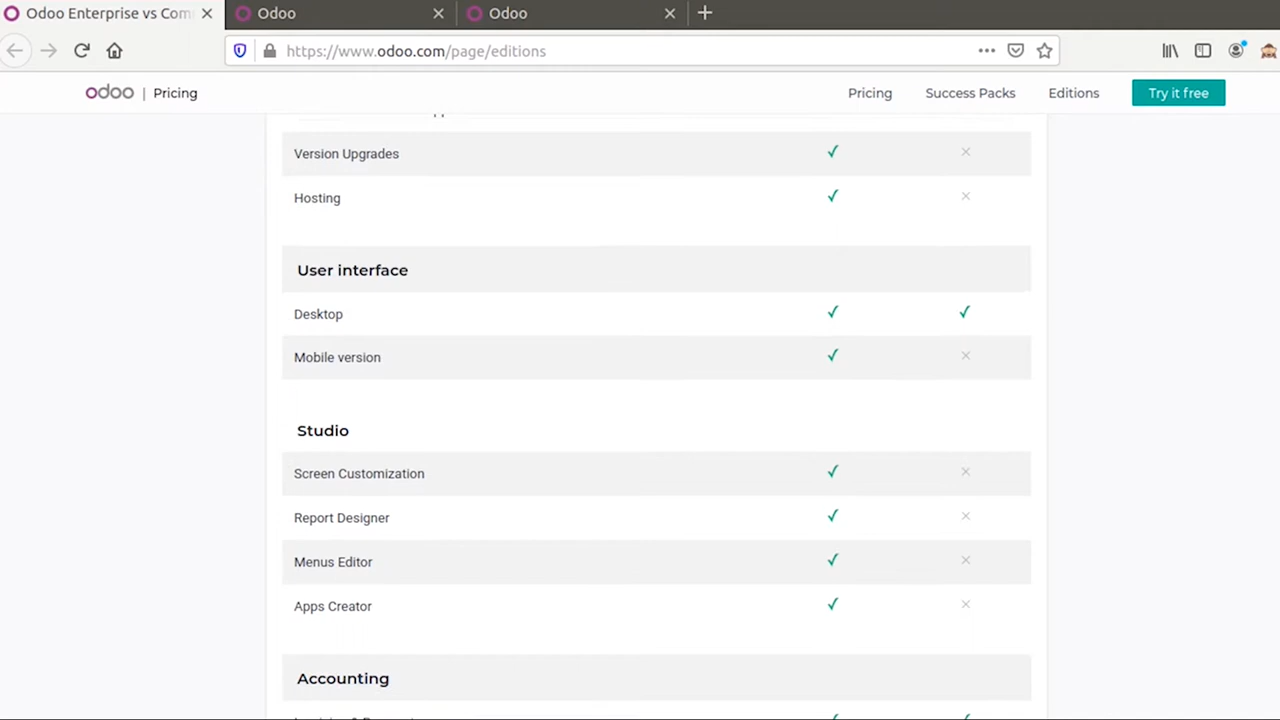 Odoo Enterprise vs Com
Odoo
Odoo
https://www.odoo.com/page/editions
odoo | Pricing
Pricing
Success Packs
Editions
Try it free
Version Upgrades
Hosting
User interface
Desktop
Mobile version
Studio
Screen Customization
Report Designer
Menus Editor
Apps Creator
Accounting